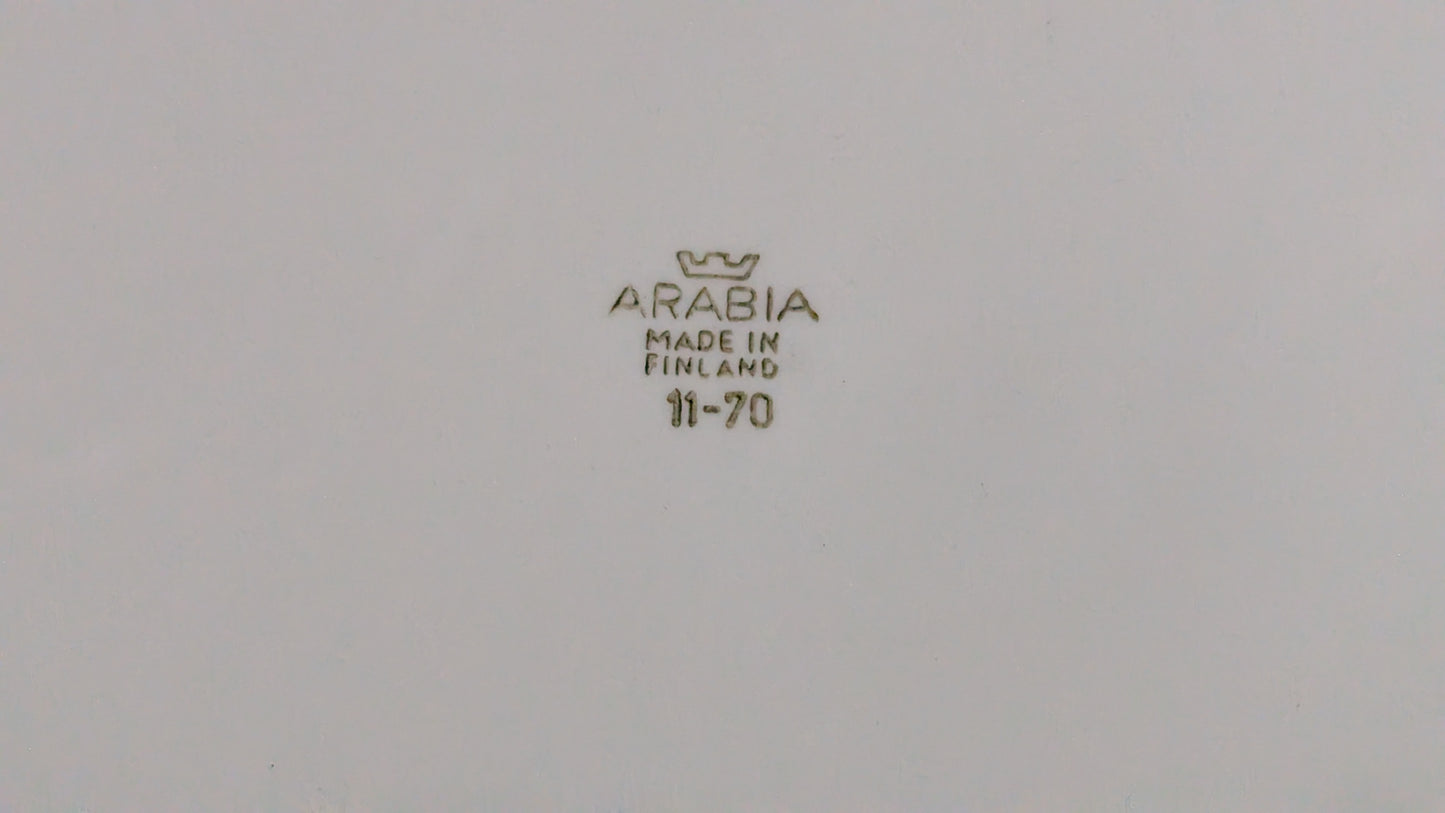 ARABIA
MADE IN
FINLAND
11-70